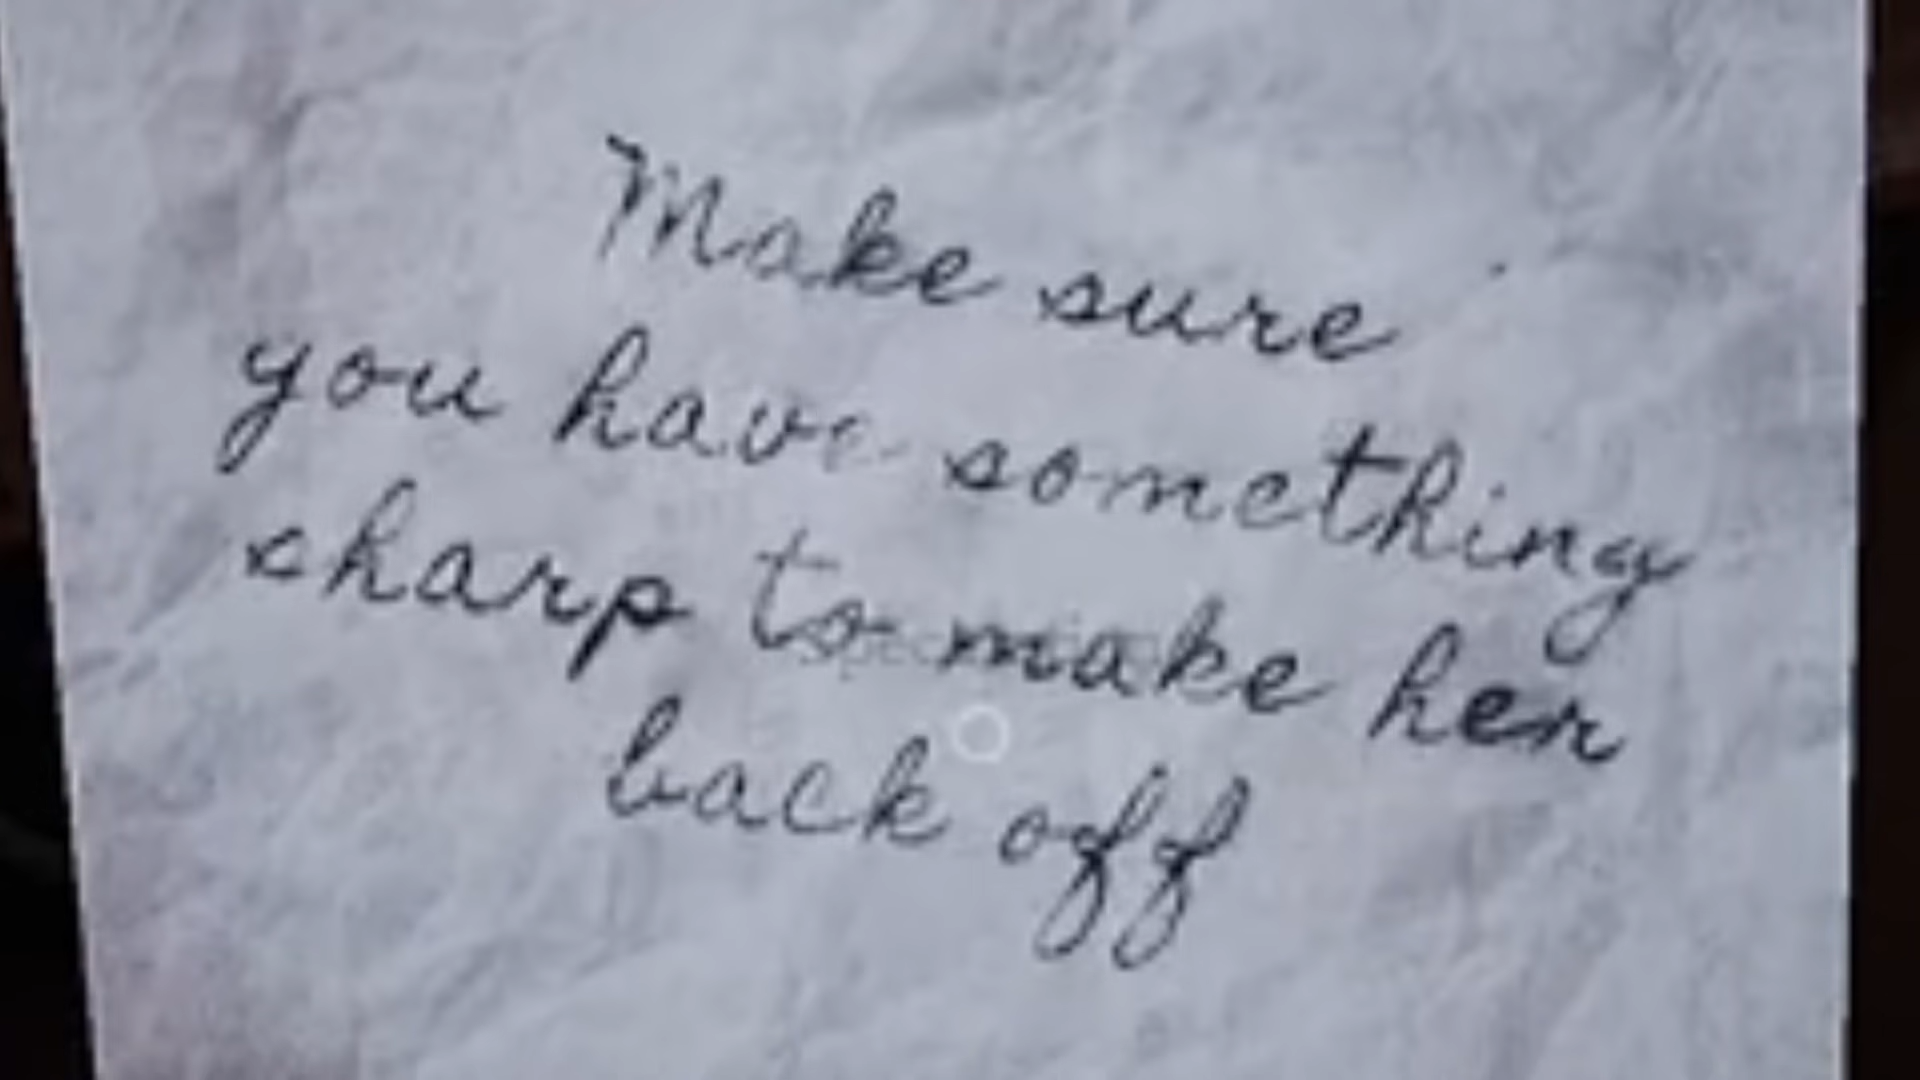 Make sure
you have something
sharp to make her
back off